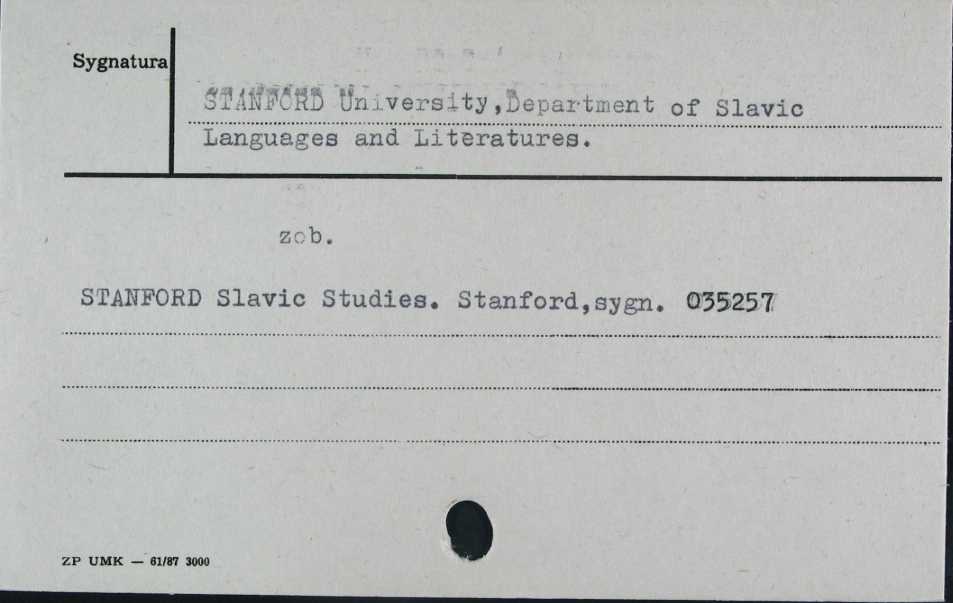 Sygnatura
STANFORD University,Department of Slavic
Languages and Literatures.
zob.
STANFORD Slavic Studies. Stanford,sygn. 035257
ZP UMK — 61/87 3000